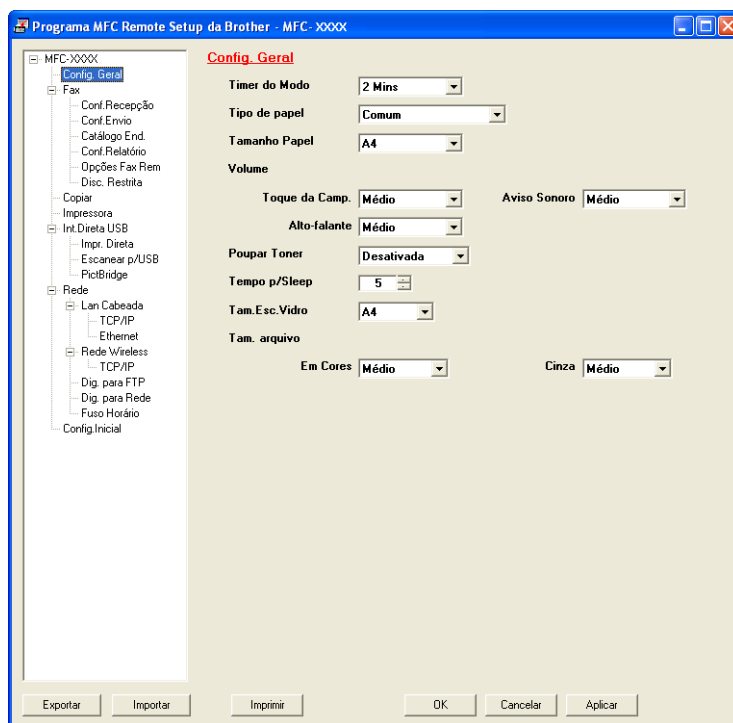 Programa MFC Remote Setup da Brother - MFC- XXXX
MFC-XXXX
Config. Geral
Fax
Conf.Recepção
Conf.Envio
Catálogo End.
Conf.Relatório
Opções Fax Rem
Disc. Restrita
Copiar
Impressora
Int.Direta USB
Impr. Direta
Escanear p/USB
PictBridge
Rede
Lan Cabeada
TCP/IP
Ethernet
Rede Wireless
TCP/IP
Dig. para FTP
Dig. para Rede
Fuso Horário
Config.Inicial
Config. Geral
Timer do Modo 2 Mins
Tipo de papel Comum
Tamanho Papel A4
Volume
Toque da Camp. Médio Aviso Sonoro Médio
Alto-falante Médio
Poupar Toner Desativada
Tempo p/Sleep 5
Tam.Esc.Vidro A4
Tam. arquivo
Em Cores Médio Cinza Médio
Exportar Importar Imprimir OK Cancelar Aplicar